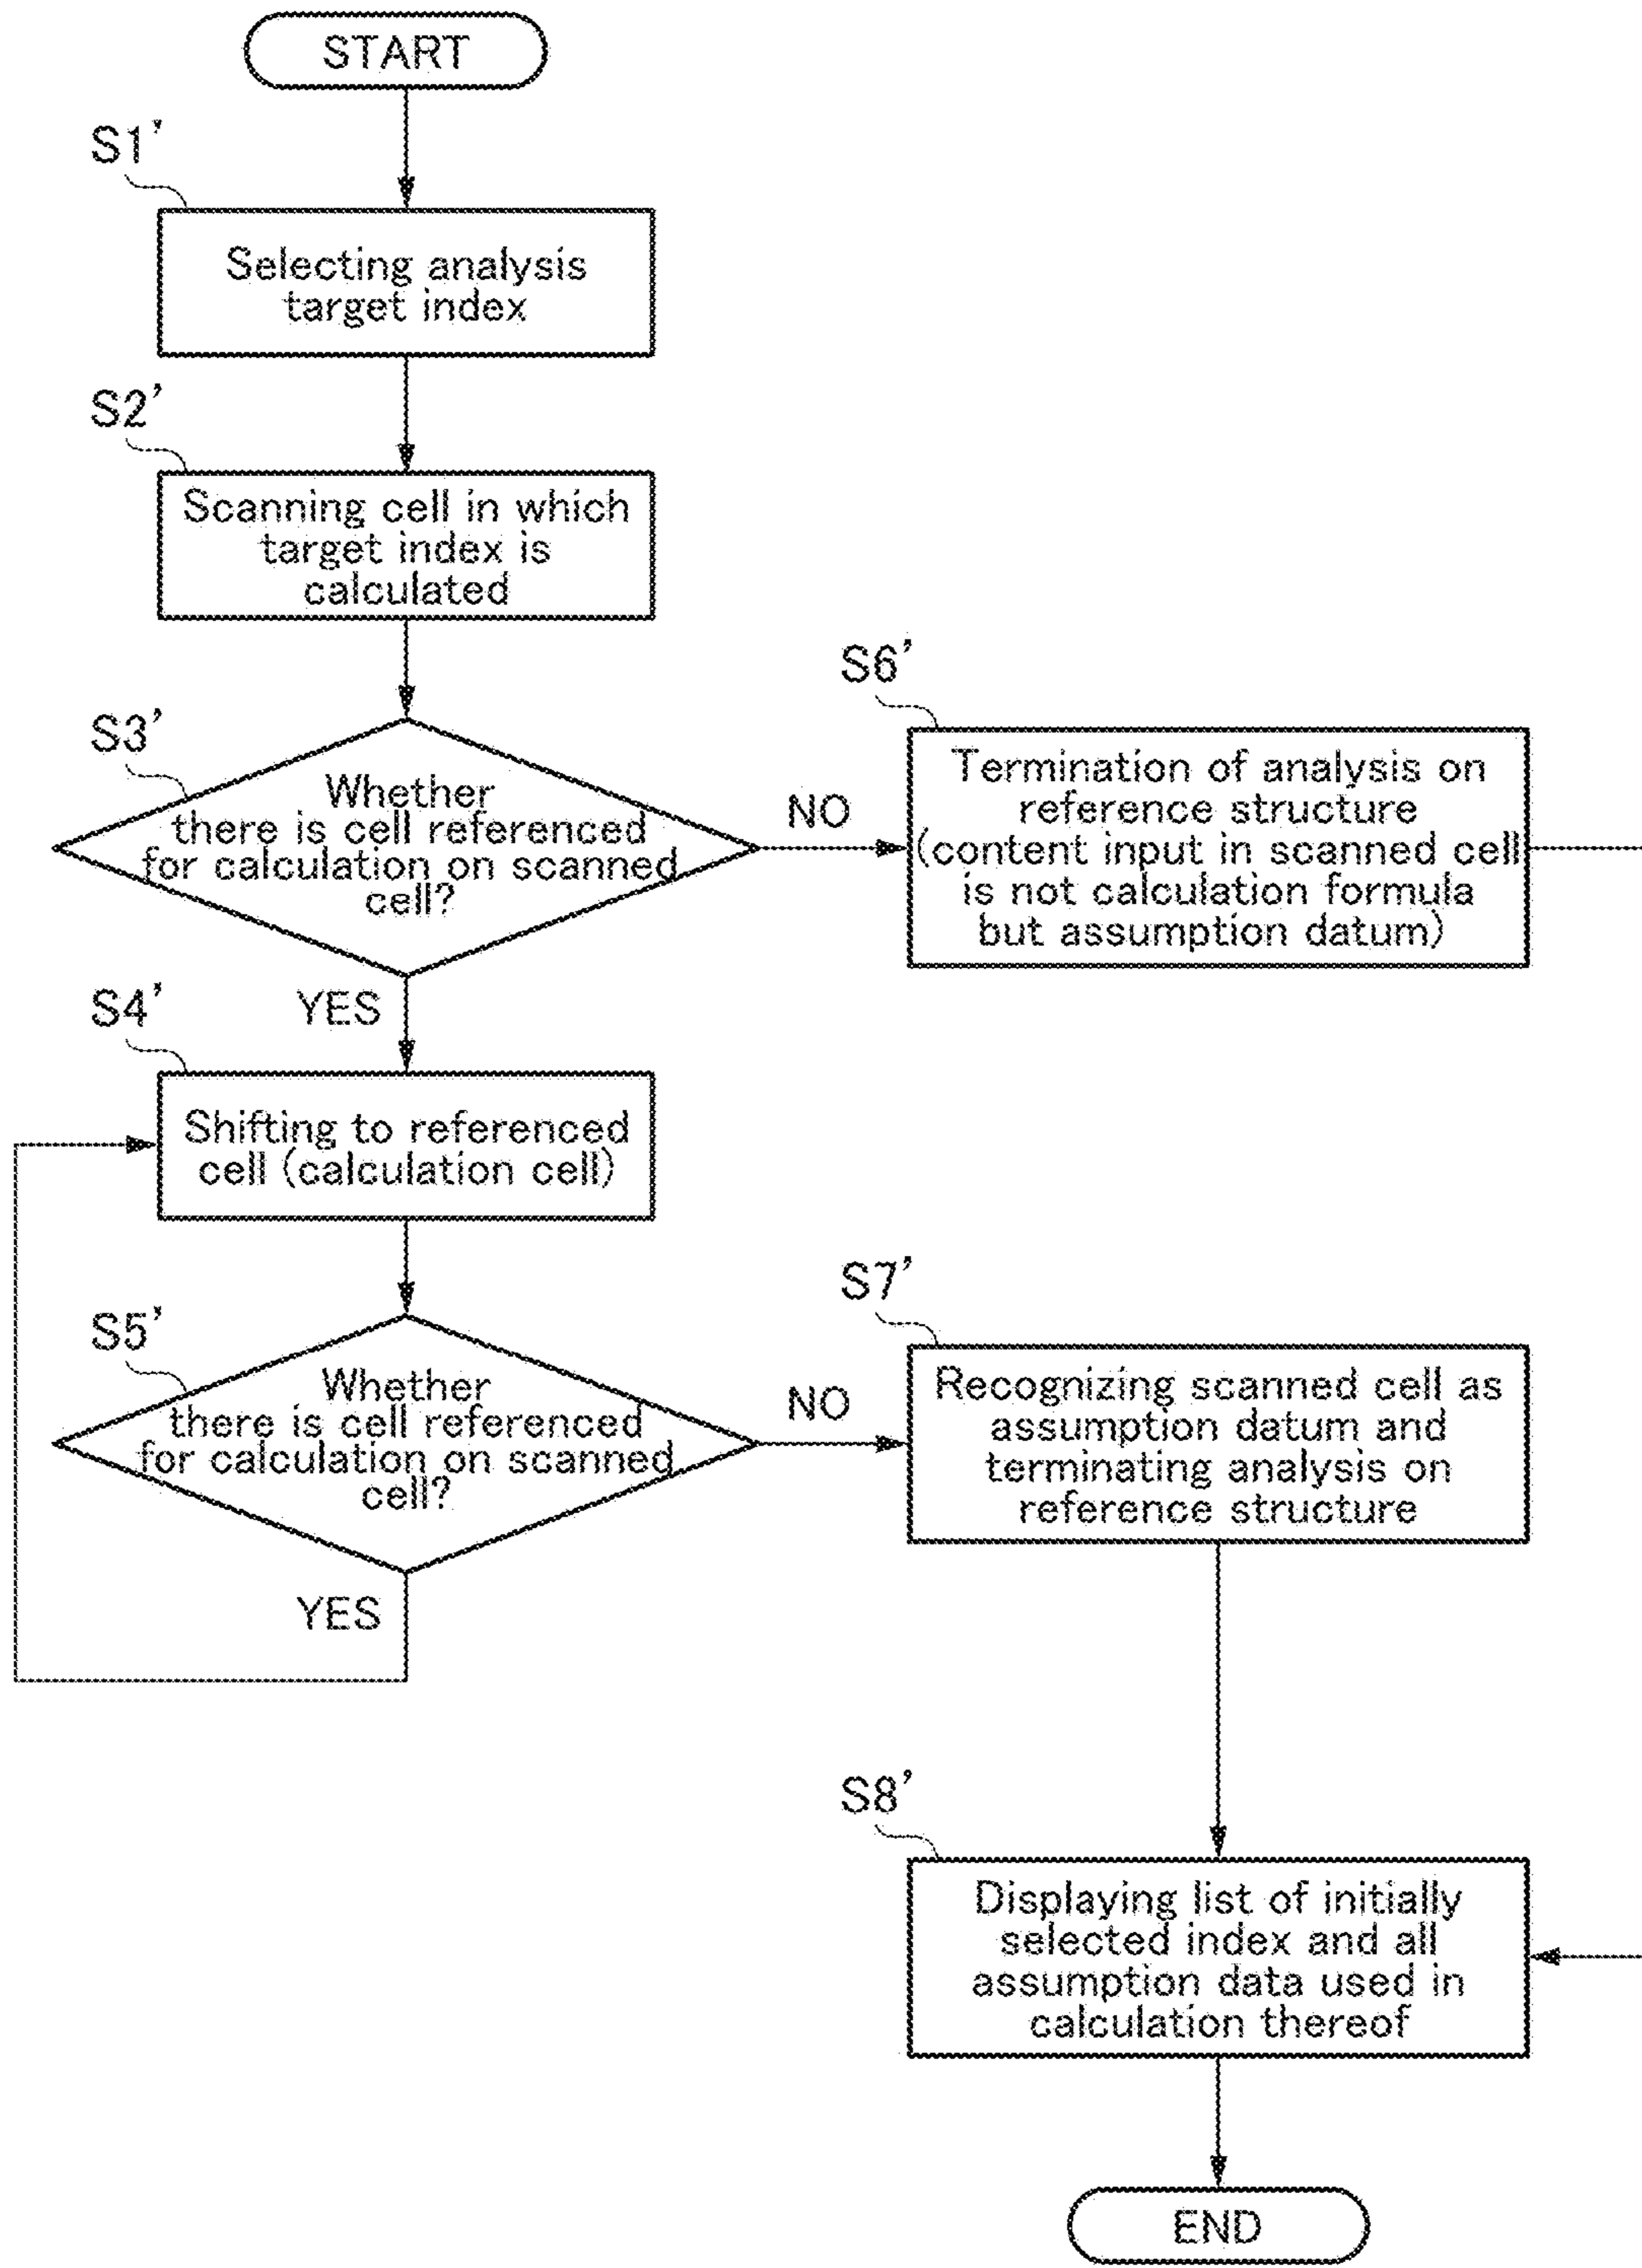 START
S1'
Selecting analysis
target index
S2'
Scanning cell in which
target index is
calculated
S3'
Whether
there is cell referenced
for calculation on scanned
cell?
NO
YES
S6'
Termination of analysis on
reference structure
(content input in scanned cell
is not calculation formula
but assumption datum)
S4'
Shifting to referenced
cell (calculation cell)
S5'
Whether
there is cell referenced
for calculation on scanned
cell?
NO
YES
S7'
Recognizing scanned cell as
assumption datum and
terminating analysis on
reference structure
S8'
Displaying list of initially
selected index and all
assumption data used in
calculation thereof
END